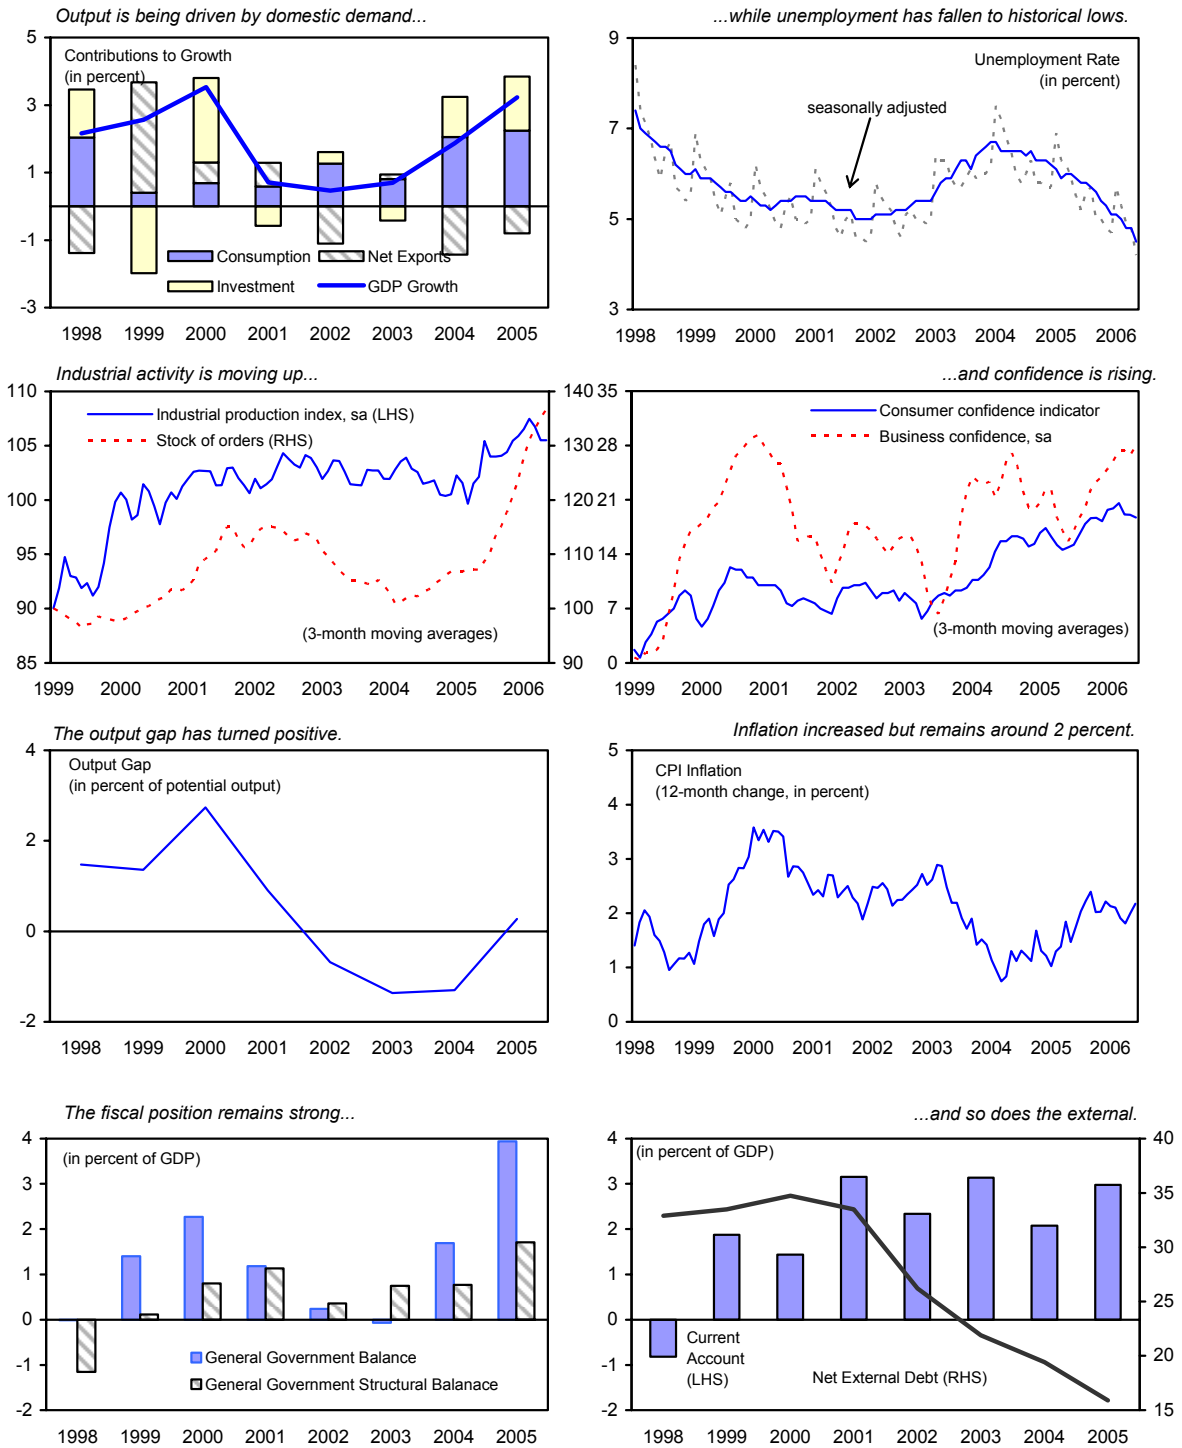 Output is being driven by domestic demand...
5
3
1
-1
-3
Contributions to Growth
(in percent)
Consumption
Net Exports
Investment
GDP Growth
1998 1999 2000 2001 2002 2003 2004 2005
...while unemployment has fallen to historical lows.
9
7
5
3
Unemployment Rate
(in percent)
seasonally adjusted
1998 1999 2000 2001 2002 2003 2004 2005 2006
Industrial activity is moving up...
110
105
100
95
90
85
Industrial production index, sa (LHS)
Stock of orders (RHS)
(3-month moving averages)
140
130
120
110
100
90
1999 2000 2001 2002 2003 2004 2005 2006
...and confidence is rising.
35
28
21
14
7
0
Consumer confidence indicator
Business confidence, sa
(3-month moving averages)
1999 2000 2001 2002 2003 2004 2005 2006
The output gap has turned positive.
4
2
0
-2
Output Gap
(in percent of potential output)
1998 1999 2000 2001 2002 2003 2004 2005
Inflation increased but remains around 2 percent.
5
4
3
2
1
0
CPI Inflation
(12-month change, in percent)
1998 1999 2000 2001 2002 2003 2004 2005 2006
The fiscal position remains strong...
4
3
2
1
0
-1
-2
(in percent of GDP)
General Government Balance
General Government Structural Balanace
1998 1999 2000 2001 2002 2003 2004 2005
...and so does the external.
4
3
2
1
0
-1
-2
(in percent of GDP)
Current
Account
(LHS)
Net External Debt (RHS)
40
35
30
25
20
15
1998 1999 2000 2001 2002 2003 2004 2005